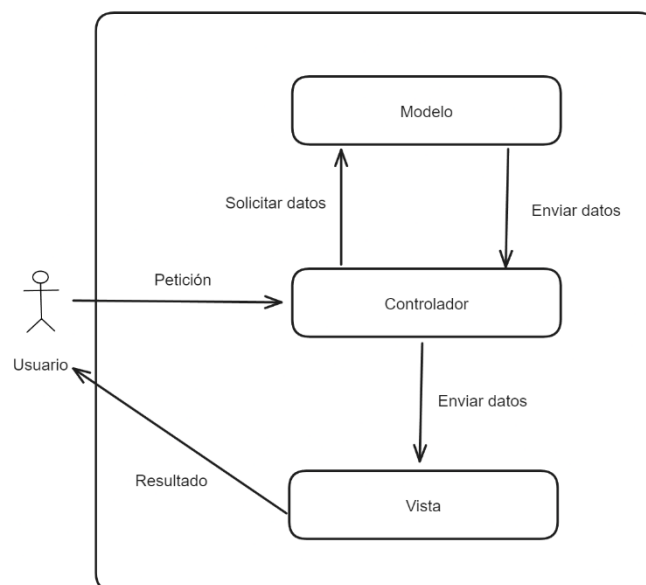 Modelo
Solicitar datos
Enviar datos
Petición
Controlador
Usuario
Enviar datos
Resultado
Vista